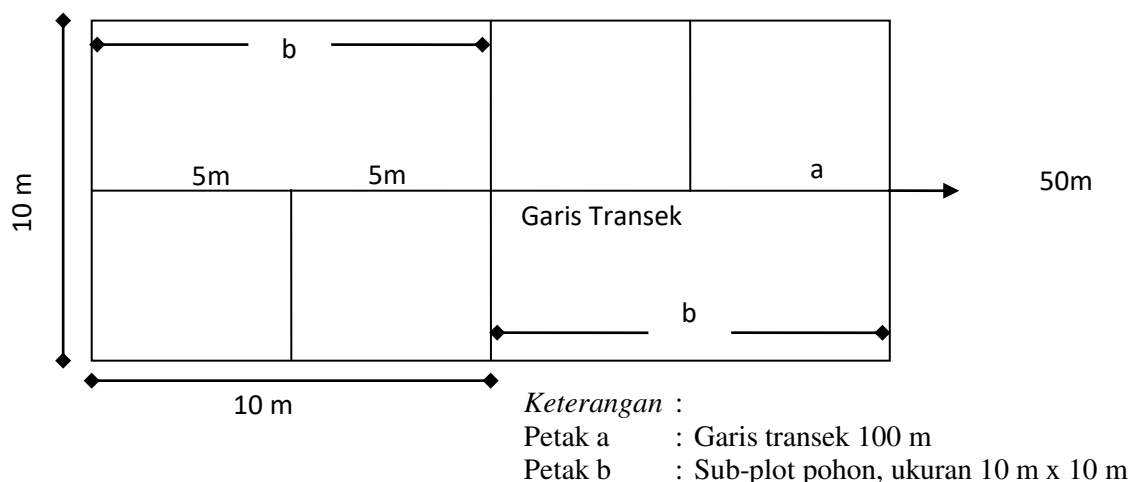 b
5m 5m a 50m
10 m
Garis Transek
b
10 m
Keterangan :
Petak a : Garis transek 100 m
Petak b : Sub-plot pohon, ukuran 10 m x 10 m